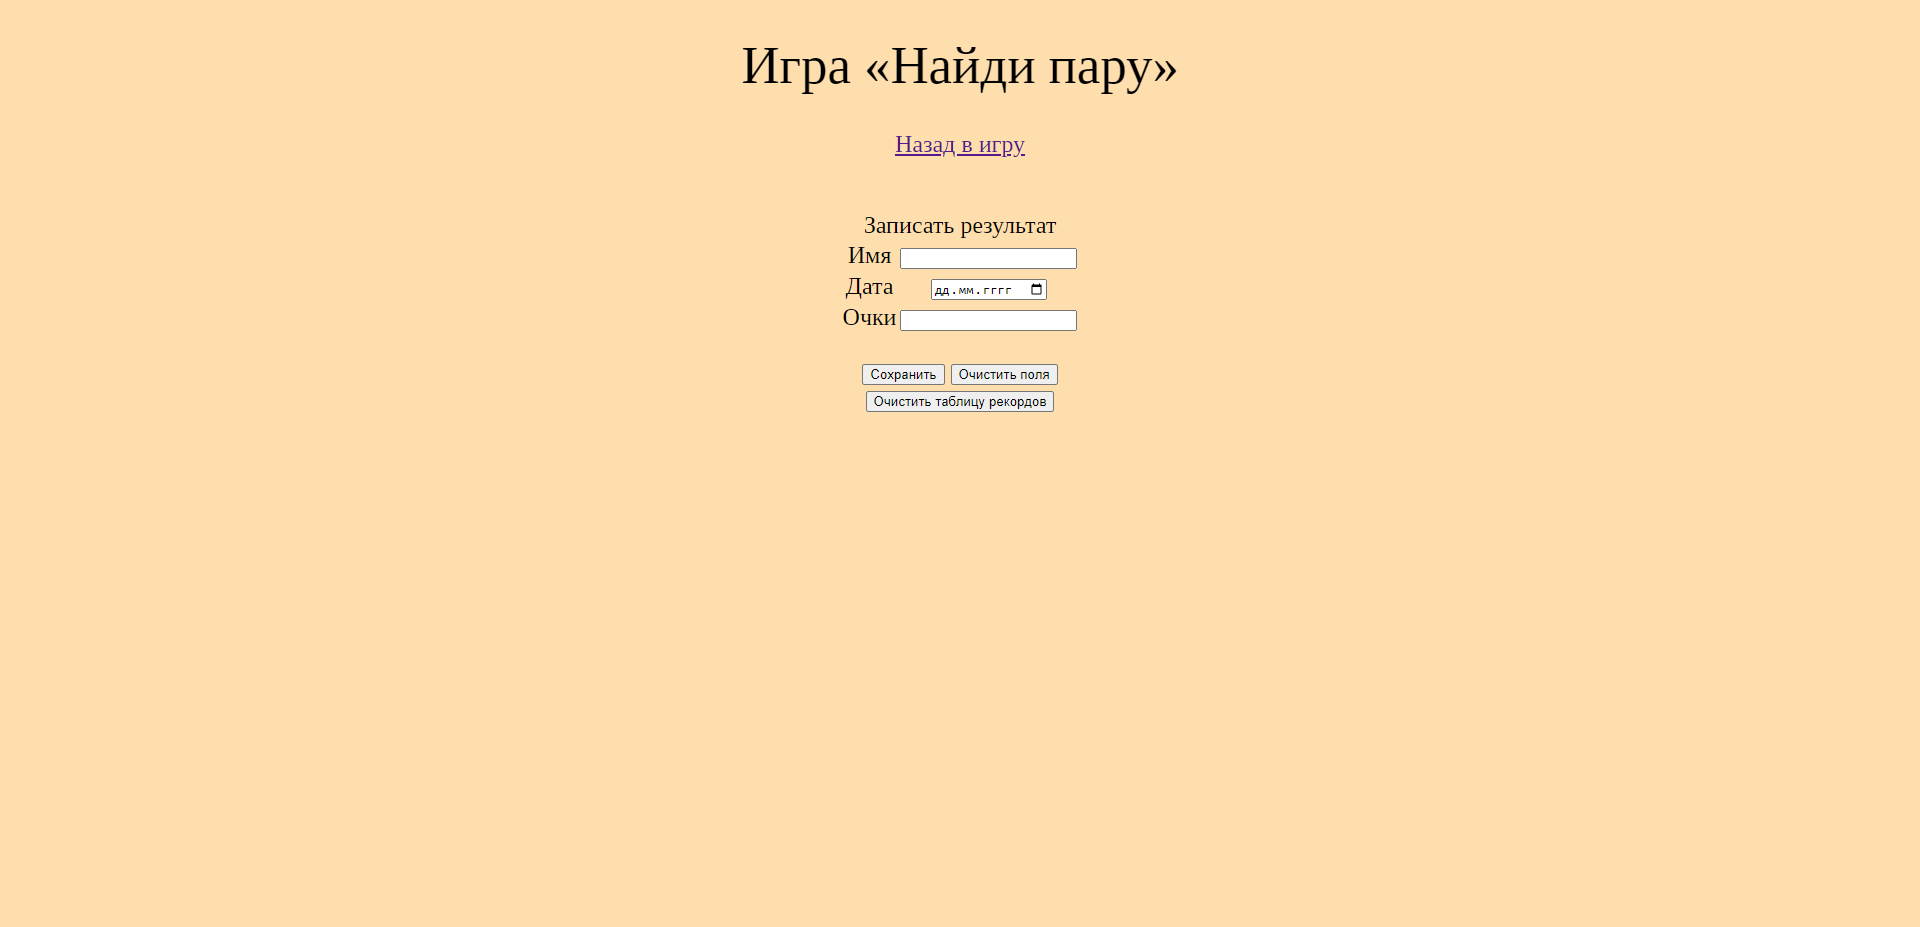 Игра «Найди пару»
Назад в игру
Записать результат
Имя
Дата дд.мм.гггг
Очки
Сохранить Очистить поля
Очистить таблицу рекордов